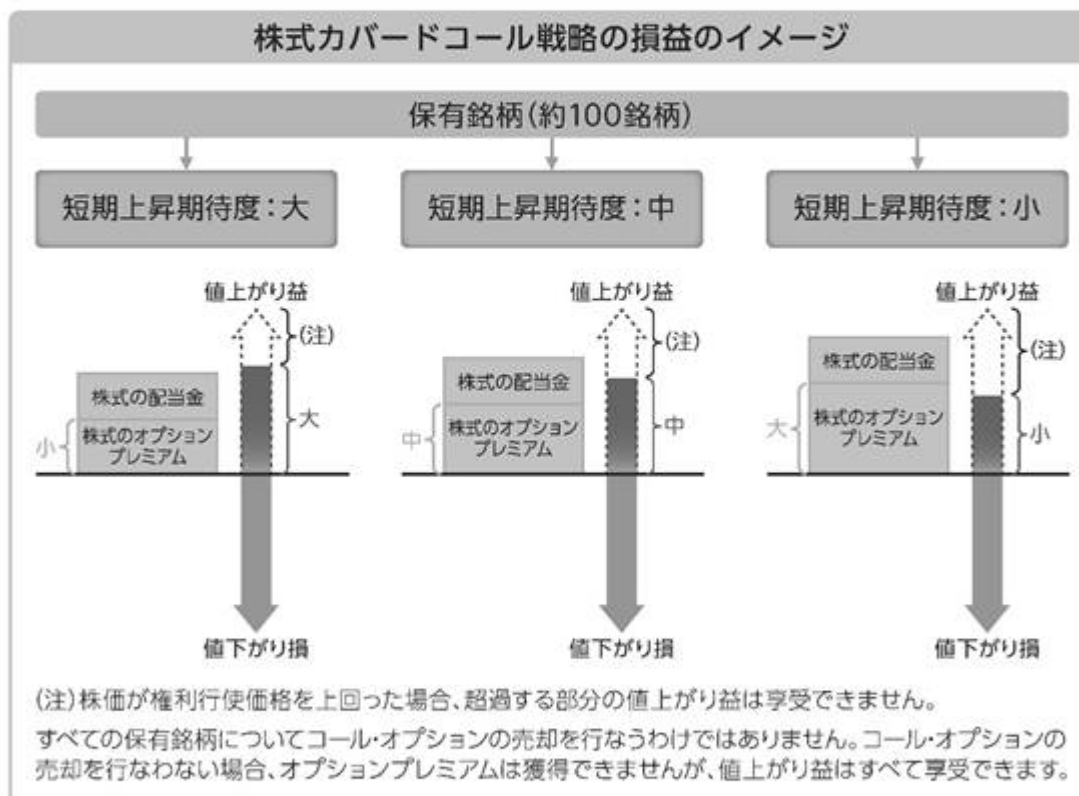 株式カバードコール戦略の損益のイメージ
保有銘柄(約100銘柄)
短期上昇期待度：大
短期上昇期待度：中
短期上昇期待度：小
値上がり益
(注)
株式の配当金
株式のオプション
プレミアム
小
大
値下がり損
値上がり益
(注)
株式の配当金
株式のオプション
プレミアム
中
中
値下がり損
値上がり益
(注)
株式の配当金
株式のオプション
プレミアム
大
小
値下がり損
(注)株価が権利行使価格を上回った場合、超過する部分の値上がり益は享受できません。
すべての保有銘柄についてコール・オプションの売却を行なうわけではありません。コール・オプションの
売却を行なわない場合、オプションプレミアムは獲得できませんが、値上がり益はすべて享受できます。